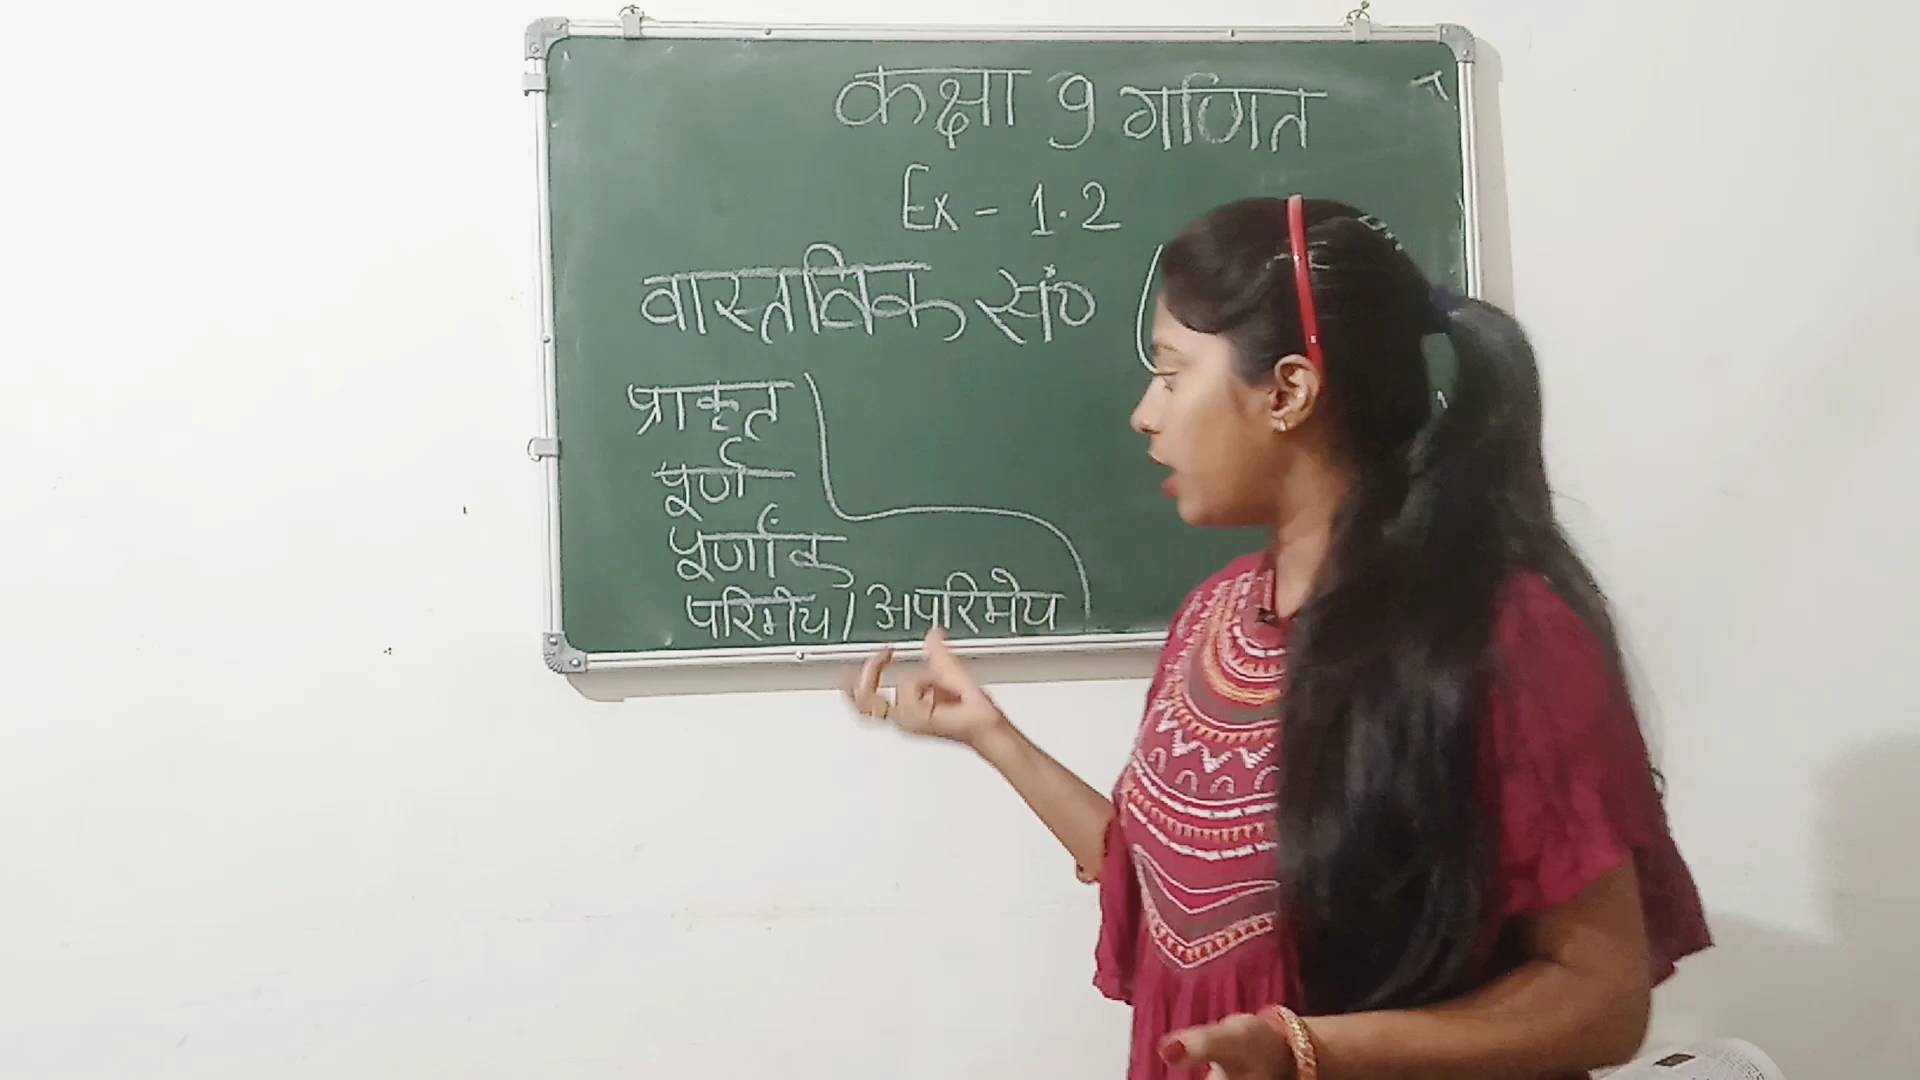 कक्षा 9 गणित
Ex - 1.2
वास्तविक सं०
प्राकृत
पूर्ण
पूर्णांक
परिमेय / अपरिमेय